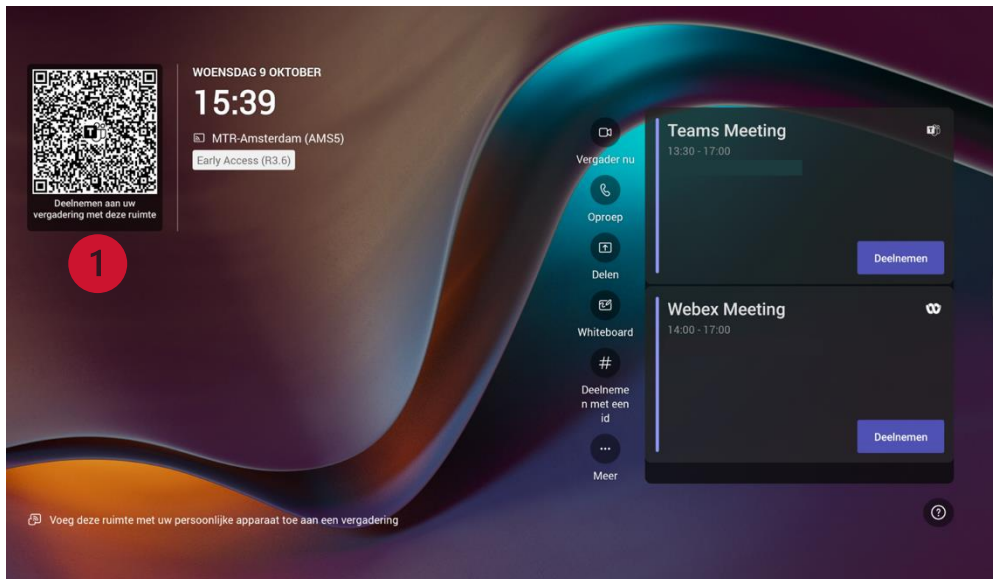 WOENSDAG 9 OKTOBER
15:39
MTR-Amsterdam (AMS5)
Early Access (R3.6)
Deelnemen aan uw
vergadering met deze ruimte
1
Vergader nu
Oproep
Delen
Whiteboard
#
Deelneme
n met een
id
Meer
Teams Meeting
13:30 - 17:00
Deelnemen
Webex Meeting
14:00 - 17:00
Deelnemen
Voeg deze ruimte met uw persoonlijke apparaat toe aan een vergadering
?